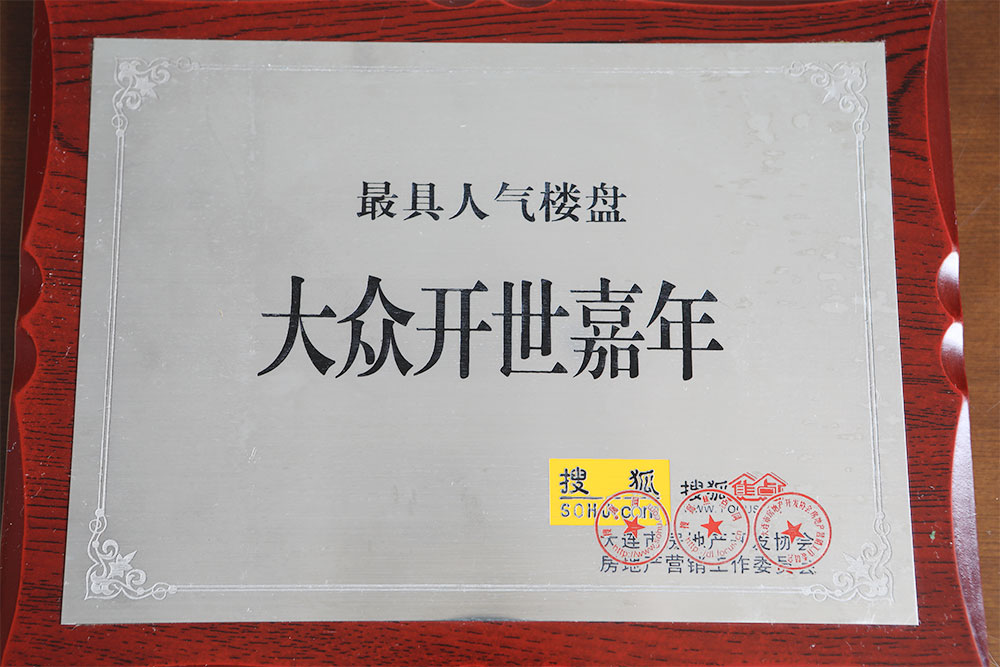 最具人气楼盘
大众开世嘉年
搜狐 搜狐焦点
SOHU.com www.focus
大连市房地产开发协会
房地产营销工作委员会